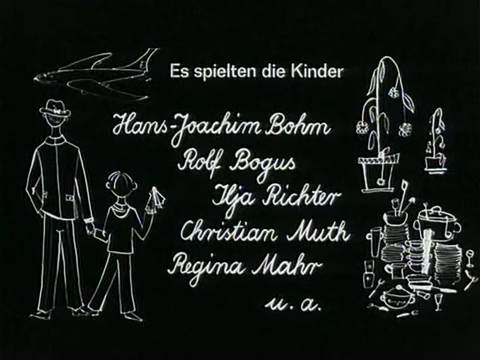 Es spielten die Kinder
Hans-Joachim Bohm
Rolf Bogus
Ilja Richter
Christian Muth
Regina Mahr
u. a.